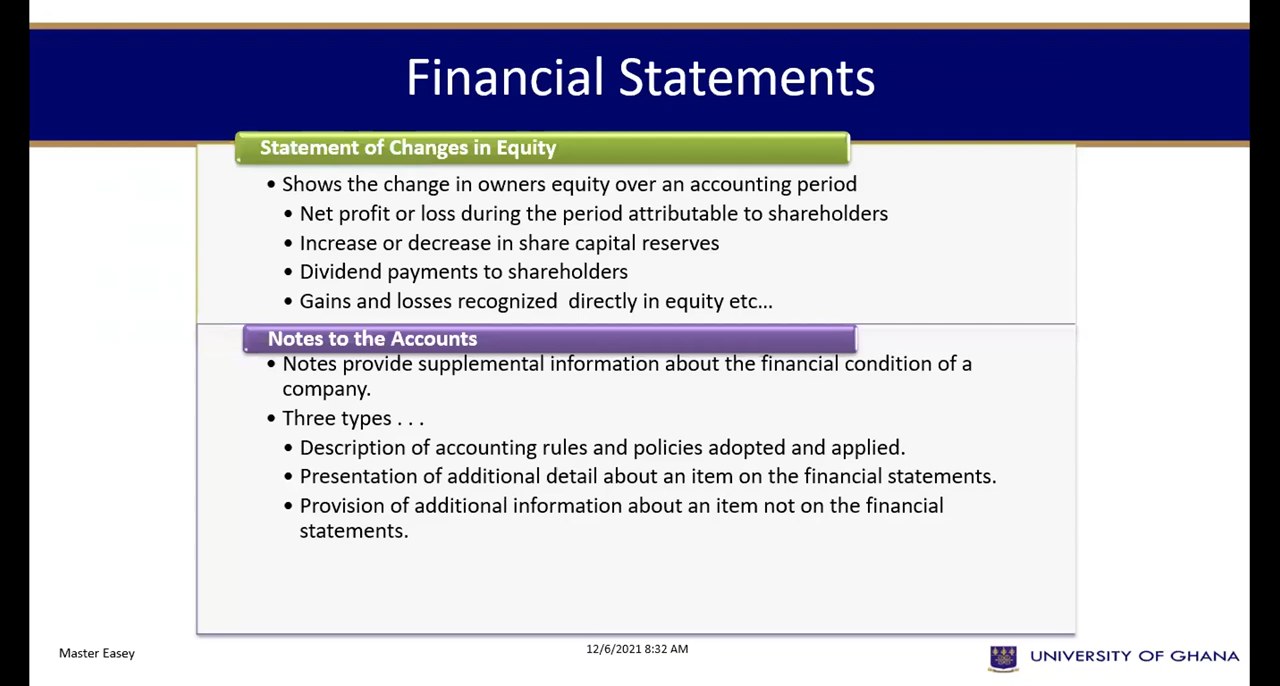 Financial Statements
Statement of Changes in Equity
• Shows the change in owners equity over an accounting period
• Net profit or loss during the period attributable to shareholders
• Increase or decrease in share capital reserves
• Dividend payments to shareholders
• Gains and losses recognized  directly in equity etc...
Notes to the Accounts
• Notes provide supplemental information about the financial condition of a
company.
• Three types . . .
• Description of accounting rules and policies adopted and applied.
• Presentation of additional detail about an item on the financial statements.
• Provision of additional information about an item not on the financial
statements.
Master Easey
12/6/2021 8:32 AM
UNIVERSITY OF GHANA